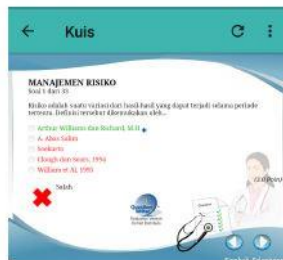 Kuis
MANAJEMEN RISIKO
Soal 1 dari 33
Risiko adalah suatu variasi dari hasil-hasil yang dapat terjadi selama periode
tertentu. Definisi tersebut dikemukakan oleh...
Arthur Williams dan Richard, M.H
A. Abas Salim
Soekarto
Clough dan Sears, 1994
William et Al, 1995
Salah